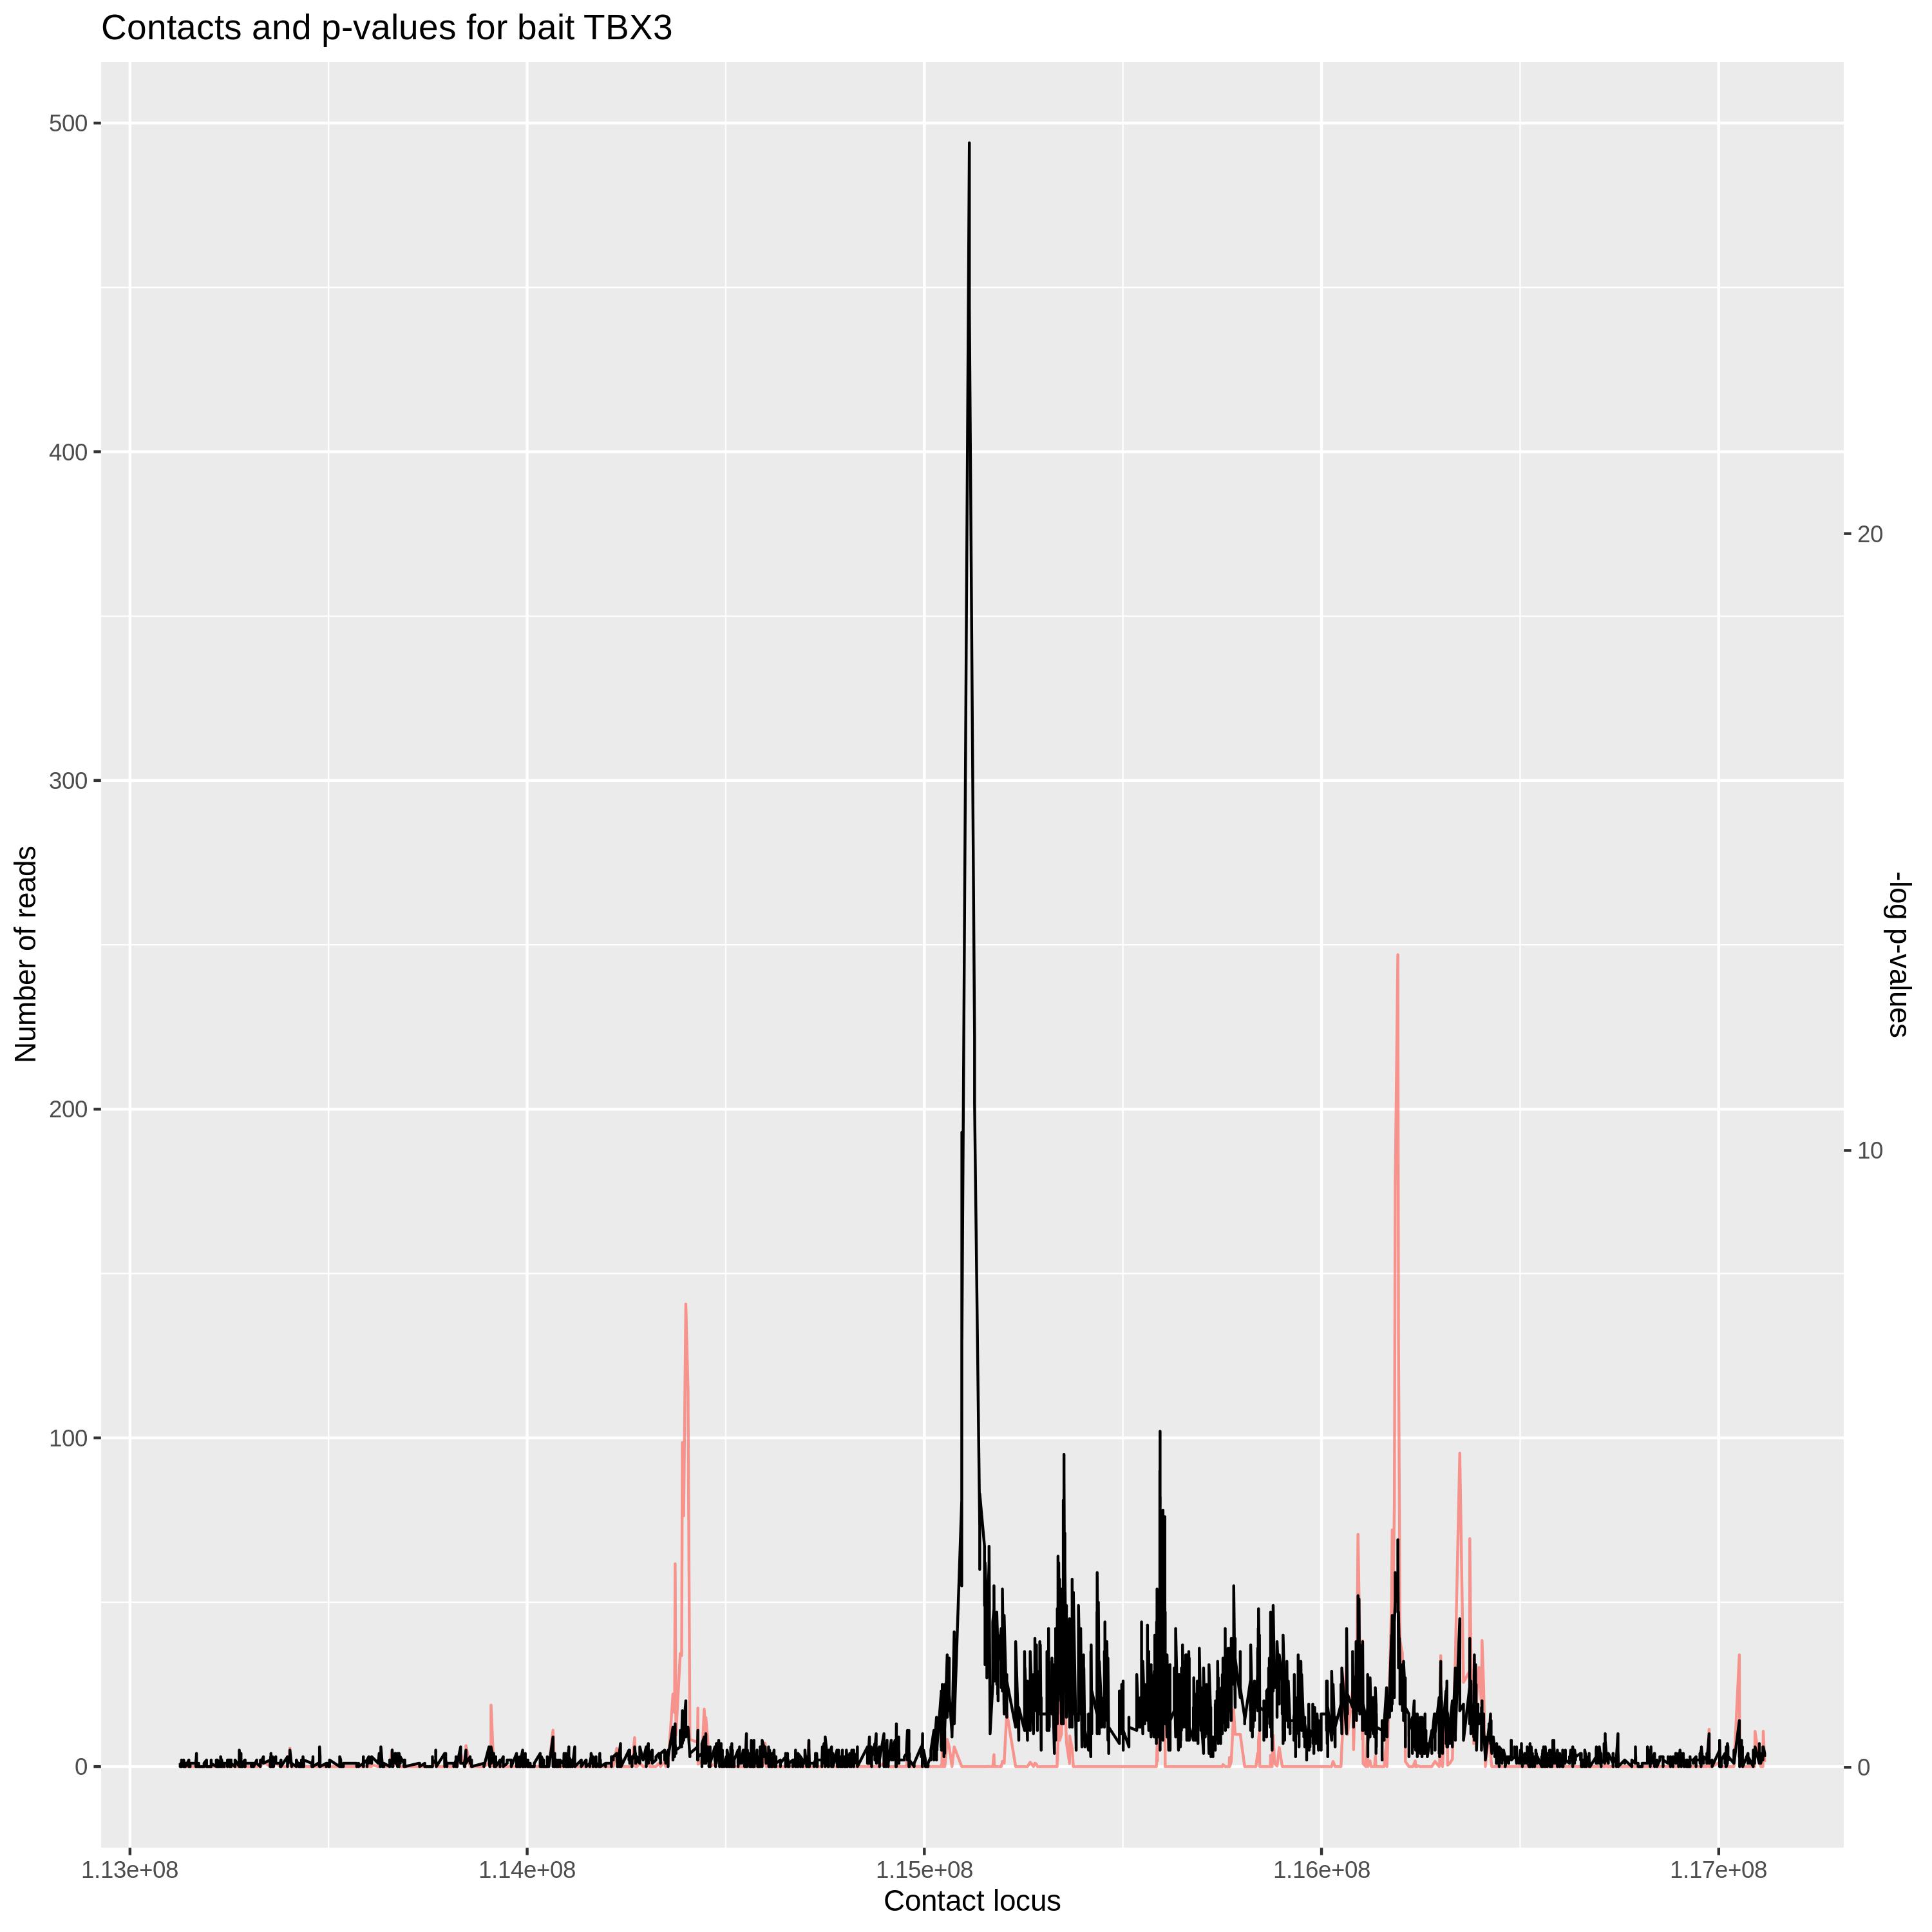 Contacts and p-values for bait TBX3
500
400
300
200
100
0
Number of reads
20
10
0
-log p-values
1.13e+08
1.14e+08
1.15e+08
1.16e+08
1.17e+08
Contact locus